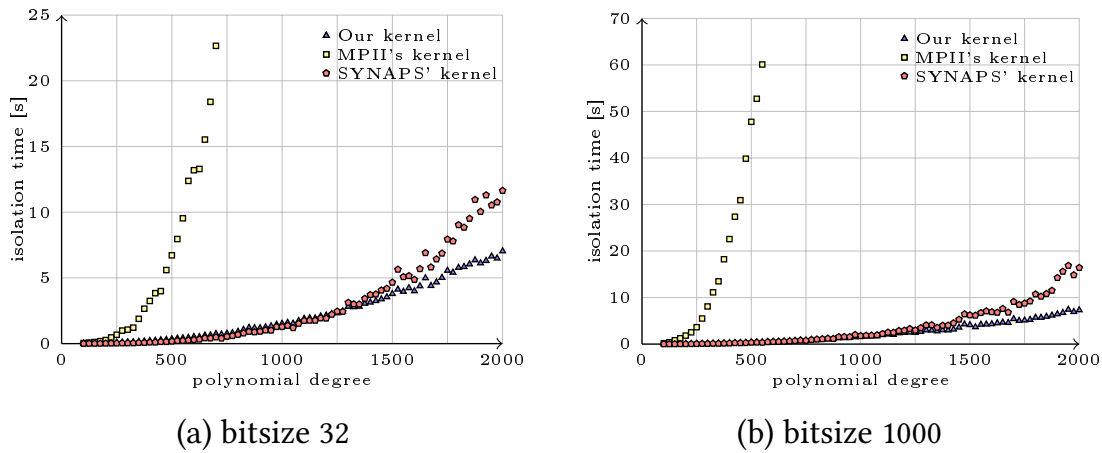 25
20
15
10
5
0
0
500
1000
1500
2000
isolation time [s]
polynomial degree
Our kernel
MPII's kernel
SYNAPS' kernel
(a) bitsize 32
70
60
50
40
30
20
10
0
0
500
1000
1500
2000
isolation time [s]
polynomial degree
Our kernel
MPII's kernel
SYNAPS' kernel
(b) bitsize 1000